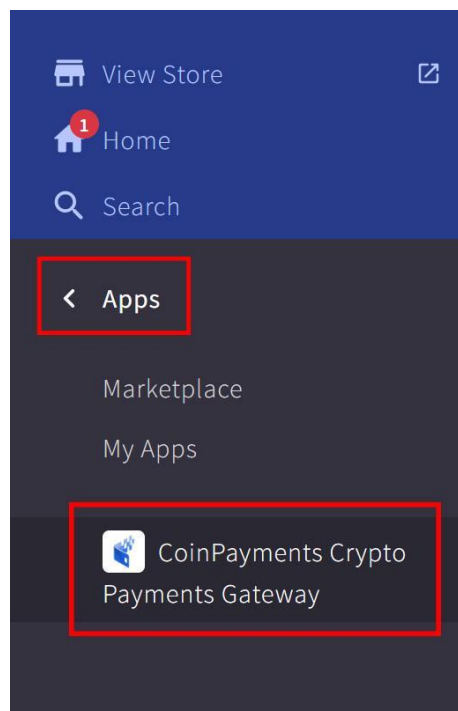 View Store
1
Home
Search
Apps
Marketplace
My Apps
CoinPayments Crypto
Payments Gateway